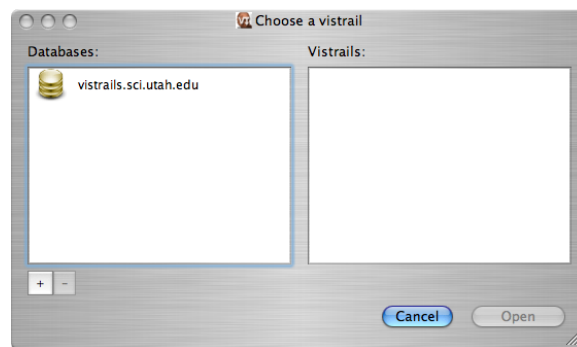 Choose a vistrail
Databases:
Vistrails:
vistrails.sci.utah.edu
+ −
Cancel
Open